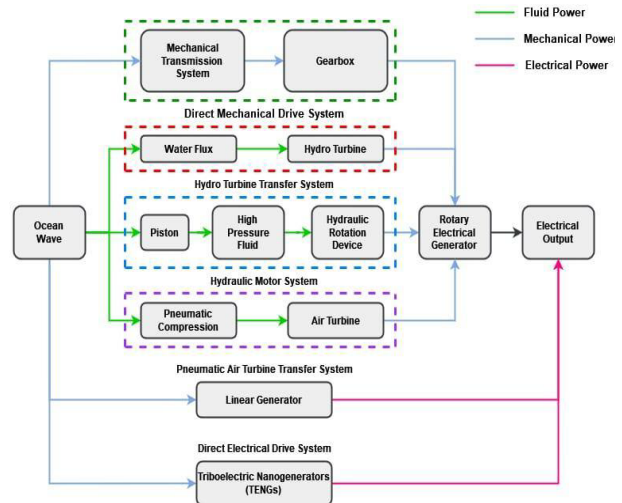 Fluid Power
Mechanical Power
Electrical Power
Mechanical
Transmission
System
Gearbox
Direct Mechanical Drive System
Water Flux
Hydro Turbine
Hydro Turbine Transfer System
Ocean
Wave
Piston
High
Pressure
Fluid
Hydraulic
Rotation
Device
Rotary
Electrical
Generator
Electrical
Output
Hydraulic Motor System
Pneumatic
Compression
Air Turbine
Pneumatic Air Turbine Transfer System
Linear Generator
Direct Electrical Drive System
Triboelectric Nanogenerators
(TENGs)